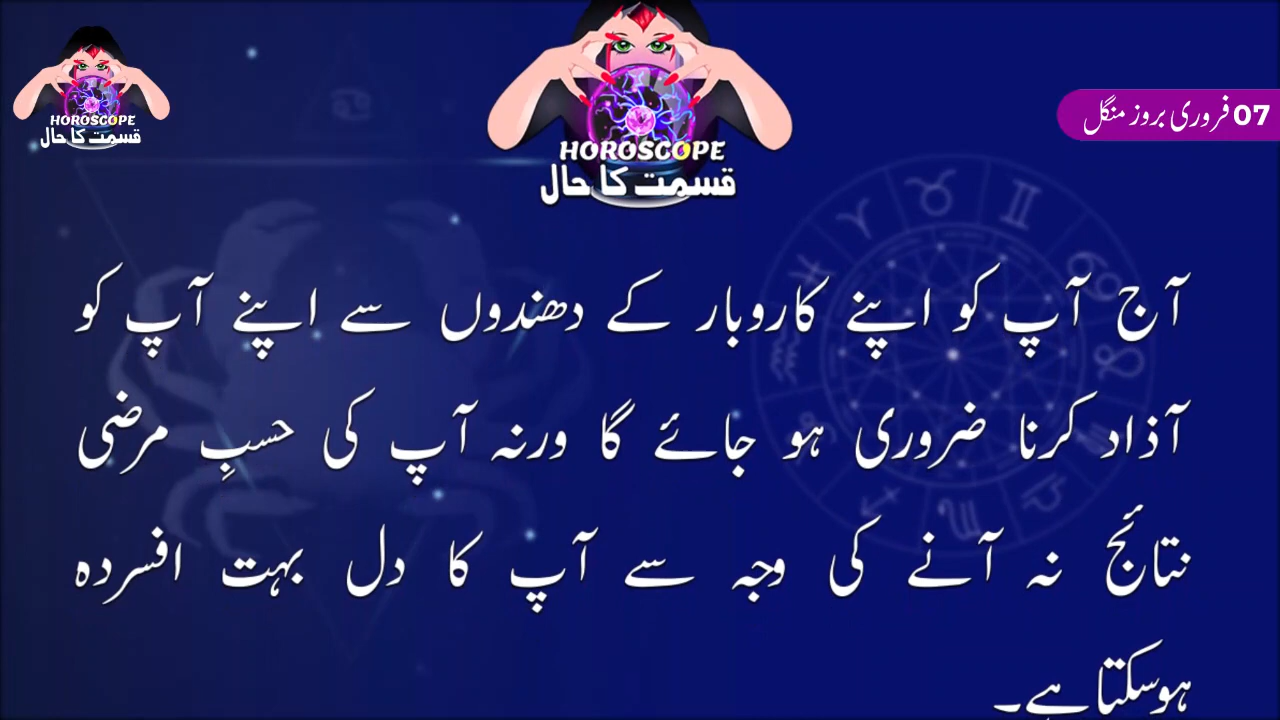 HOROSCOPE
قسمت کا حال
HOROSCOPE
قسمت کا حال
07 فروری بروز منگل
آج آپ کو اپنے کاروبار کے دھندوں سے اپنے آپ کو
آذاد کرنا ضروری ہو جائے گا ورنہ آپ کی حسبِ مرضی
نتائج نہ آنے کی وجہ سے آپ کا دل بہت افسردہ
ہوسکتا ہے۔